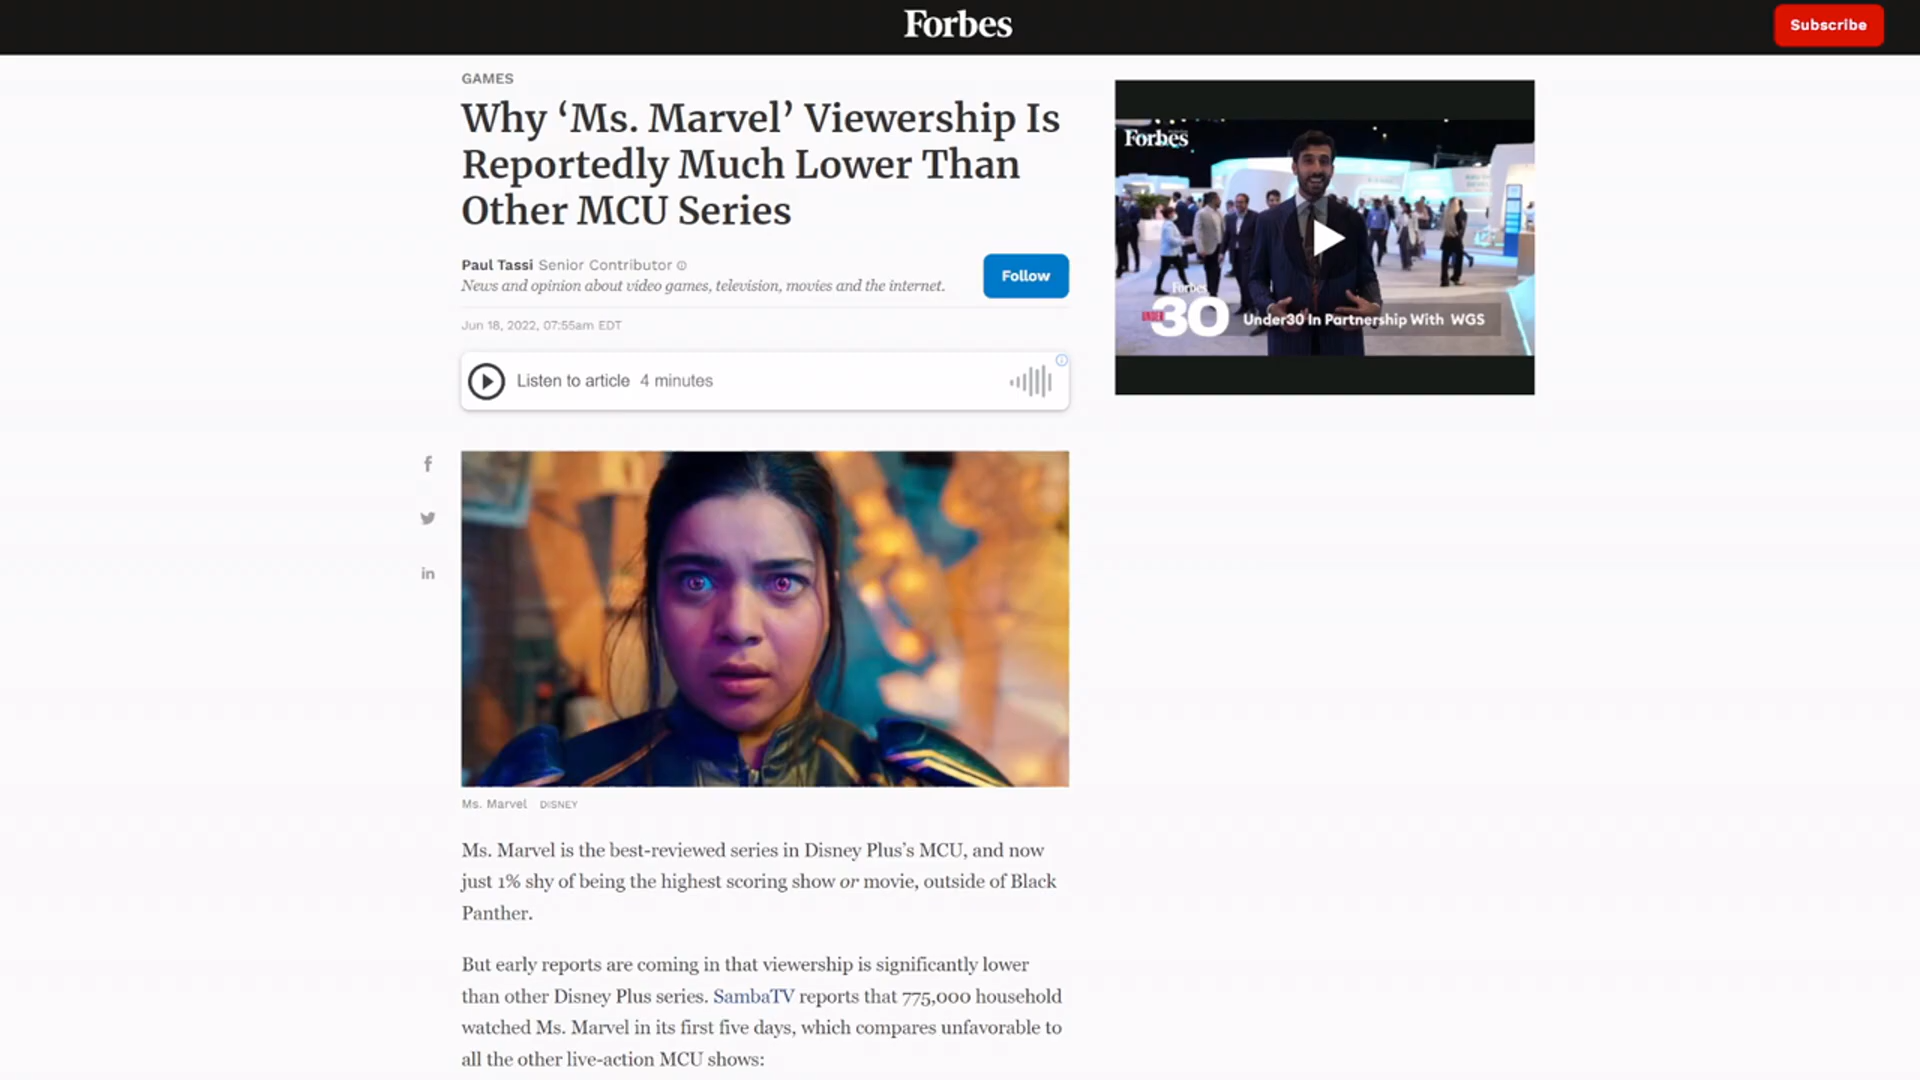 Forbes
Subscribe
GAMES
Why ‘Ms. Marvel’ Viewership Is
Reportedly Much Lower Than
Other MCU Series
Paul Tassi Senior Contributor
News and opinion about video games, television, movies and the internet.
Follow
Jun 18, 2022, 07:55am EDT
Listen to article 4 minutes
Forbes
Forbes
UNDER
30
Under30 In Partnership With WGS
f
in
Ms. Marvel DISNEY
Ms. Marvel is the best-reviewed series in Disney Plus’s MCU, and now
just 1% shy of being the highest scoring show or movie, outside of Black
Panther.
But early reports are coming in that viewership is significantly lower
than other Disney Plus series. SambaTV reports that 775,000 household
watched Ms. Marvel in its first five days, which compares unfavorable to
all the other live-action MCU shows: